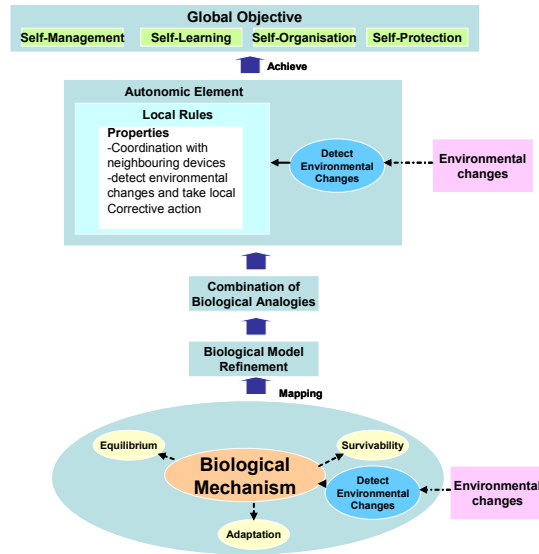 Global Objective
Self-Management Self-Learning Self-Organisation Self-Protection
Achieve
Autonomic Element
Local Rules
Properties
-Coordination with
neighbouring devices
-detect environmental
changes and take local
Corrective action
Detect
Environmental
Changes
Environmental
changes
Combination of
Biological Analogies
Biological Model
Refinement
Mapping
Equilibrium
Survivability
Biological
Mechanism
Detect
Environmental
Changes
Environmental
changes
Adaptation